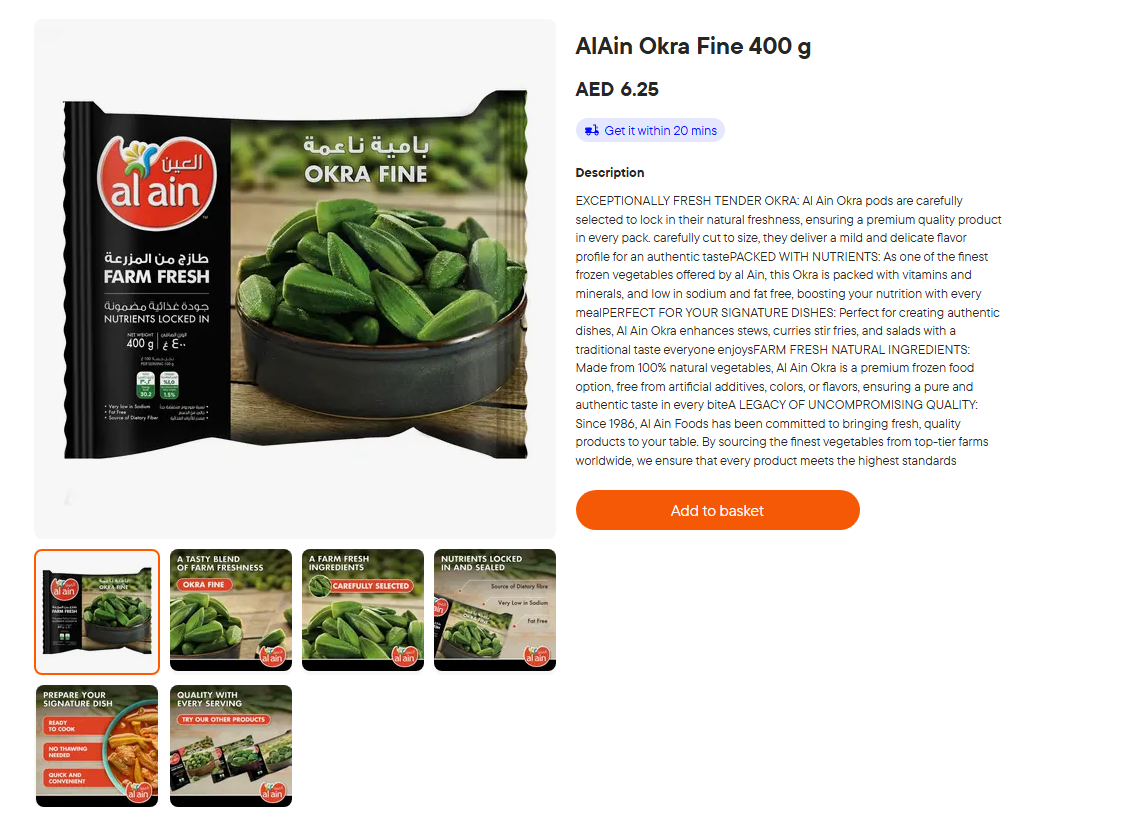 العين
al ain
بامية ناعمة
OKRA FINE
طازج من المزرعة
FARM FRESH
جودة غذائية مضمونة
NUTRIENTS LOCKED IN
NET WEIGHT
الوزن الصافي
400 g
٤٠٠ غ
PER SERVING 100 g
30.2
1.5%
• Very low in Sodium
• Fat Free
• Source of Dietary Fiber
AlAin Okra Fine 400 g
AED 6.25
Get it within 20 mins
Description
EXCEPTIONALLY FRESH TENDER OKRA: Al Ain Okra pods are carefully
selected to lock in their natural freshness, ensuring a premium quality product
in every pack. carefully cut to size, they deliver a mild and delicate flavor
profile for an authentic tastePACKED WITH NUTRIENTS: As one of the finest
frozen vegetables offered by al Ain, this Okra is packed with vitamins and
minerals, and low in sodium and fat free, boosting your nutrition with every
mealPERFECT FOR YOUR SIGNATURE DISHES: Perfect for creating authentic
dishes, Al Ain Okra enhances stews, curries stir fries, and salads with a
traditional taste everyone enjoysFARM FRESH NATURAL INGREDIENTS:
Made from 100% natural vegetables, Al Ain Okra is a premium frozen food
option, free from artificial additives, colors, or flavors, ensuring a pure and
authentic taste in every biteA LEGACY OF UNCOMPROMISING QUALITY:
Since 1986, Al Ain Foods has been committed to bringing fresh, quality
products to your table. By sourcing the finest vegetables from top-tier farms
worldwide, we ensure that every product meets the highest standards
Add to basket
al ain
OKRA FINE
FARM FRESH
A TASTY BLEND
OF FARM FRESHNESS
OKRA FINE
al ain
A FARM FRESH
INGREDIENTS
CAREFULLY SELECTED
al ain
NUTRIENTS LOCKED
IN AND SEALED
Source of Dietary Fibre
Very Low in Sodium
Fat Free
OKRA FINE
al ain
PREPARE YOUR
SIGNATURE DISH
READY
TO COOK
NO THAWING
NEEDED
QUICK AND
CONVENIENT
al ain
QUALITY WITH
EVERY SERVING
TRY OUR OTHER PRODUCTS
al ain